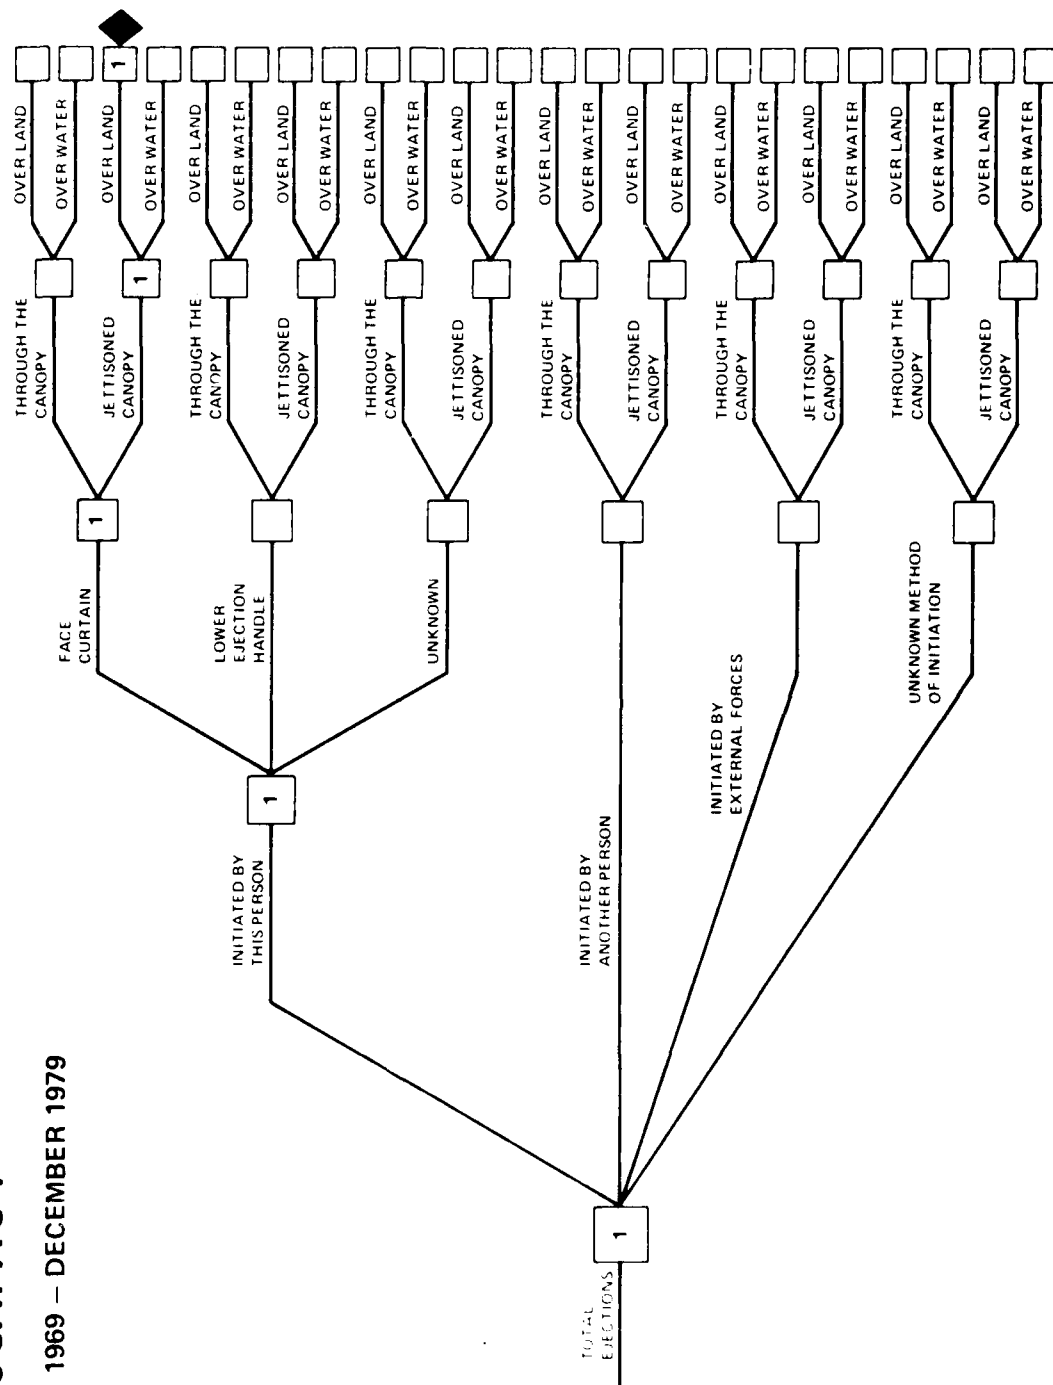 1969 – DECEMBER 1979
TOTAL
EJECTIONS
1
INITIATED BY
THIS PERSON
1
INITIATED BY
ANOTHER PERSON
INITIATED BY
EXTERNAL FORCES
UNKNOWN METHOD
OF INITIATION
FACE
CURTAIN
1
LOWER
EJECTION
HANDLE
UNKNOWN
THROUGH THE
CANOPY
JETTISONED
CANOPY
1
THROUGH THE
CANOPY
JETTISONED
CANOPY
THROUGH THE
CANOPY
JETTISONED
CANOPY
THROUGH THE
CANOPY
JETTISONED
CANOPY
THROUGH THE
CANOPY
JETTISONED
CANOPY
THROUGH THE
CANOPY
JETTISONED
CANOPY
OVER LAND
OVER WATER
OVER LAND
1
OVER WATER
OVER LAND
OVER WATER
OVER LAND
OVER WATER
OVER LAND
OVER WATER
OVER LAND
OVER WATER
OVER LAND
OVER WATER
OVER LAND
OVER WATER
OVER LAND
OVER WATER
OVER LAND
OVER WATER
OVER LAND
OVER WATER
OVER LAND
OVER WATER